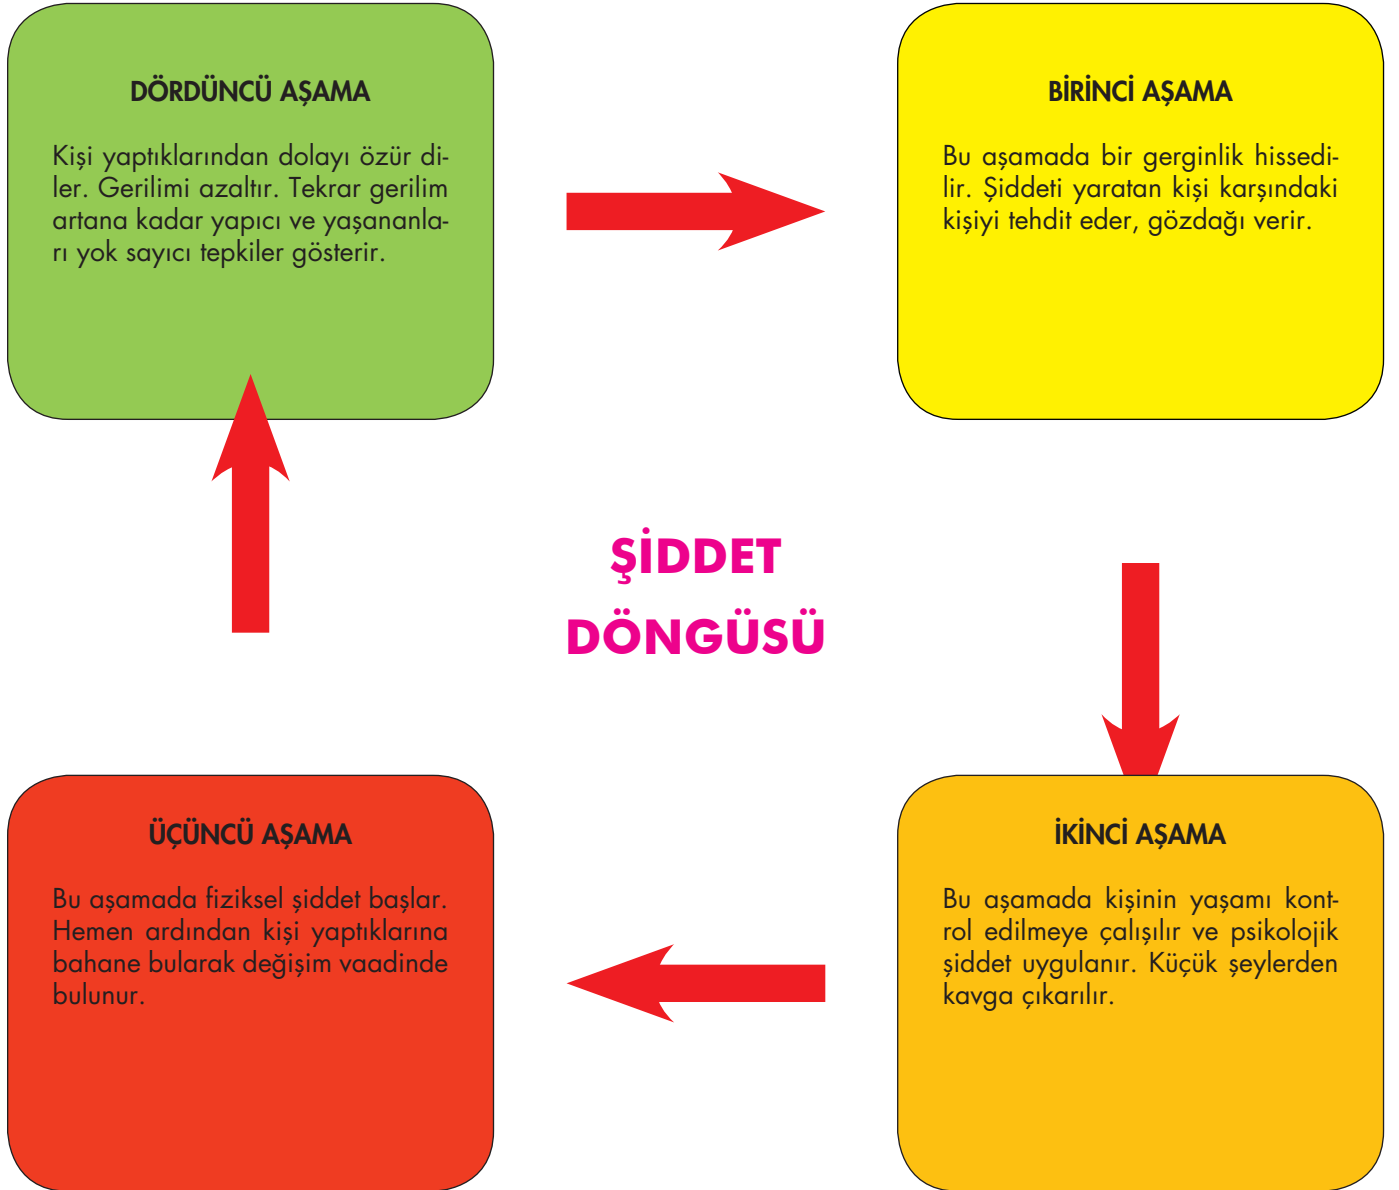 DÖRDÜNCÜ AŞAMA
Kişi yaptıklarından dolayı özür di-
ler. Gerilimi azaltır. Tekrar gerilim
artana kadar yapıcı ve yaşananla-
rı yok sayıcı tepkiler gösterir.
BİRİNCİ AŞAMA
Bu aşamada bir gerginlik hissedi-
lir. Şiddeti yaratan kişi karşındaki
kişiyi tehdit eder, gözdağı verir.
ŞİDDET
DÖNGÜSÜ
ÜÇÜNCÜ AŞAMA
Bu aşamada fiziksel şiddet başlar.
Hemen ardından kişi yaptıklarına
bahane bularak değişim vaadinde
bulunur.
İKİNCİ AŞAMA
Bu aşamada kişinin yaşamı kont-
rol edilmeye çalışılır ve psikolojik
şiddet uygulanır. Küçük şeylerden
kavga çıkarılır.